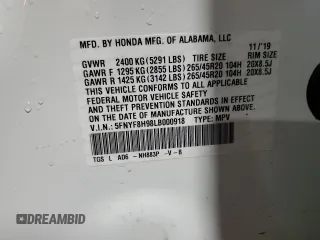 MFD. BY HONDA MFG. OF ALABAMA, LLC
11/'19
GVWR 2400 KG(5291 LBS) TIRE SIZE RIM SIZE
GAWR F 1295 KG(2855 LBS) 265/45R20 104H 20X8.5J
GAWR R 1425 KG(3142 LBS) 265/45R20 104H 20X8.5J
THIS VEHICLE CONFORMS TO ALL APPLICABLE
FEDERAL MOTOR VEHICLE SAFETY AND THEFT
PREVENTION STANDARDS IN EFFECT ON THE DATE
OF MANUFACTURE SHOWN ABOVE.
V.I.N.: 5FNYF8H98LB000918 TYPE: MPV
TGS L AD6 -NH883P -V-R
AUTOHELPERBOT.COM